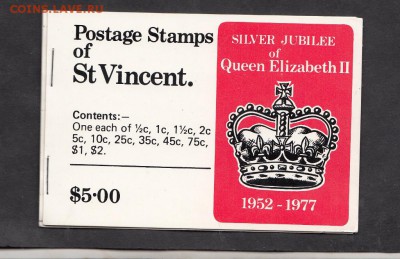 COINS.LAVE.RU
Postage Stamps
of
St Vincent.
Contents:—
One each of ½c, 1c, 1½c, 2c
5c, 10c, 25c, 35c, 45c, 75c,
$1, $2.
$5·00
SILVER JUBILEE
of
Queen Elizabeth II
1952 - 1977